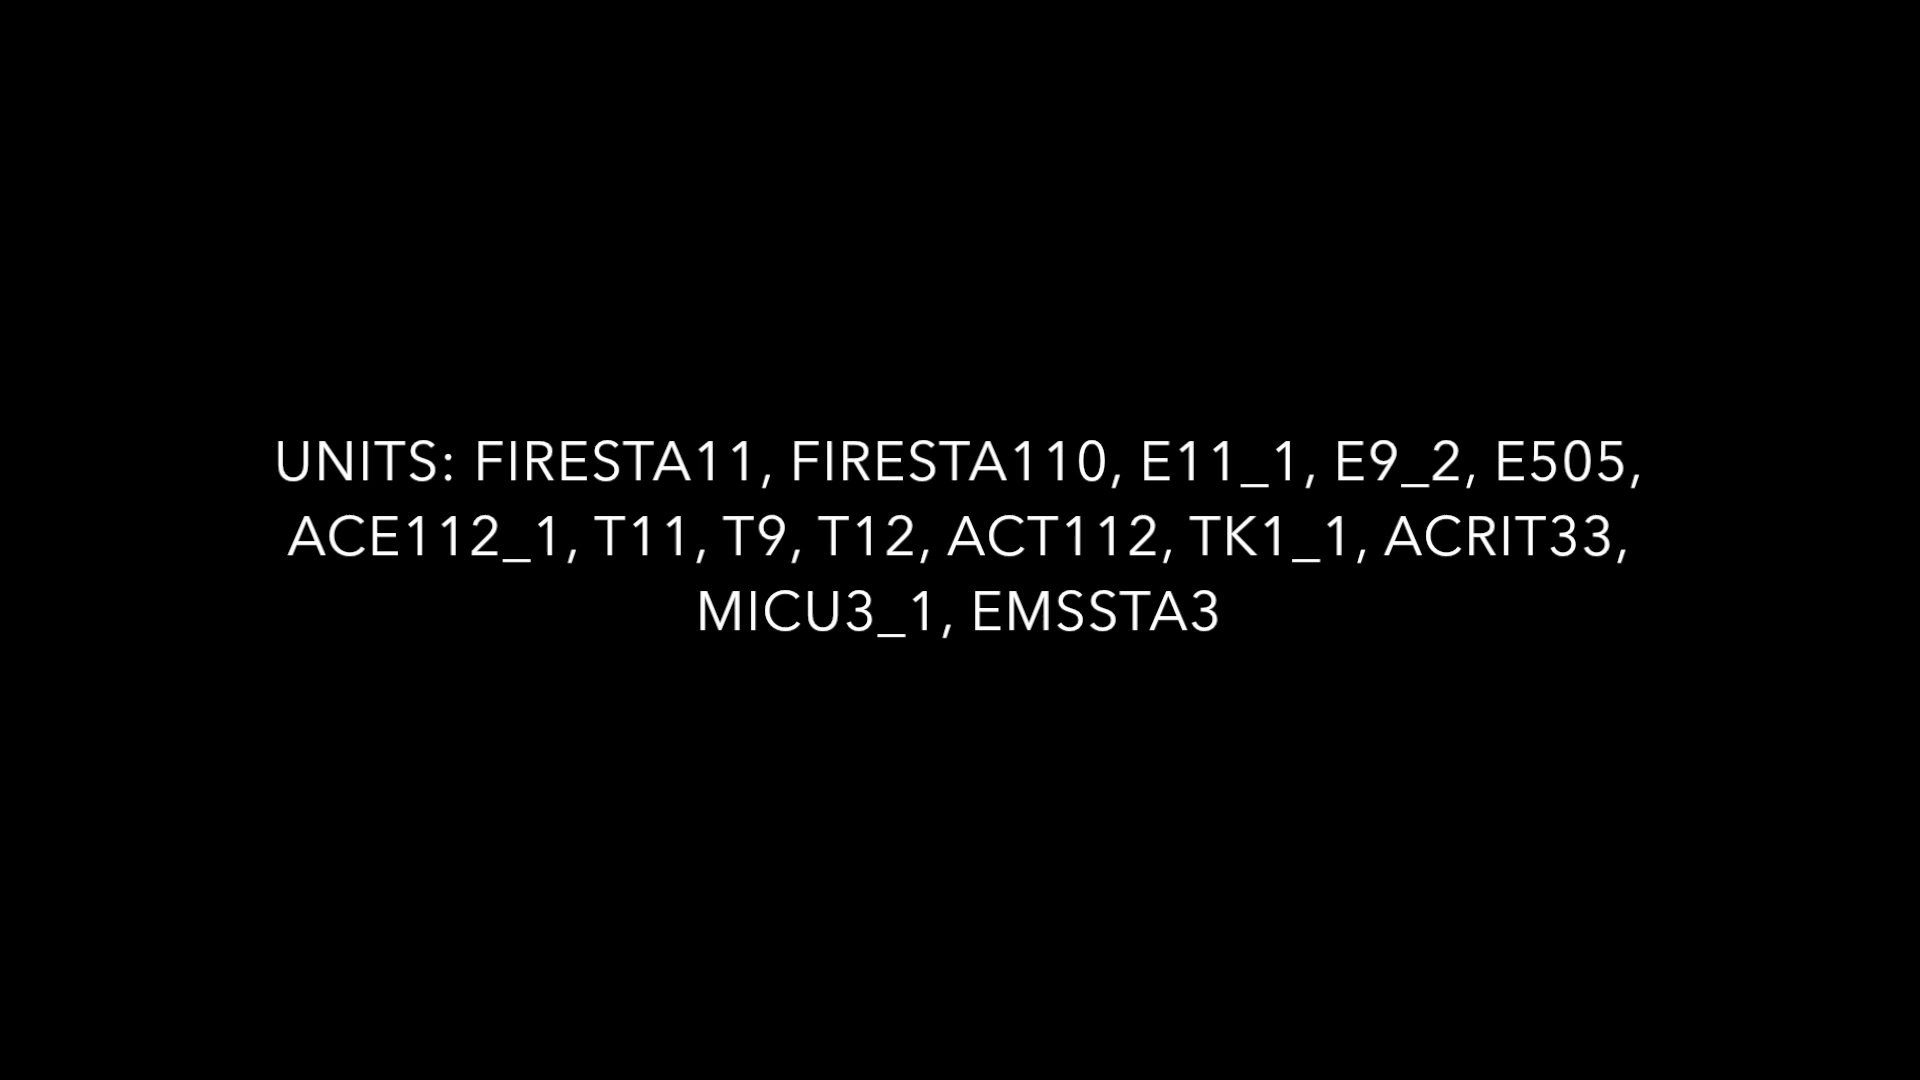 UNITS: FIRESTA11, FIRESTA110, E11_1, E9_2, E505,
ACE112_1, T11, T9, T12, ACT112, TK1_1, ACRIT33,
MICU3_1, EMSSTA3